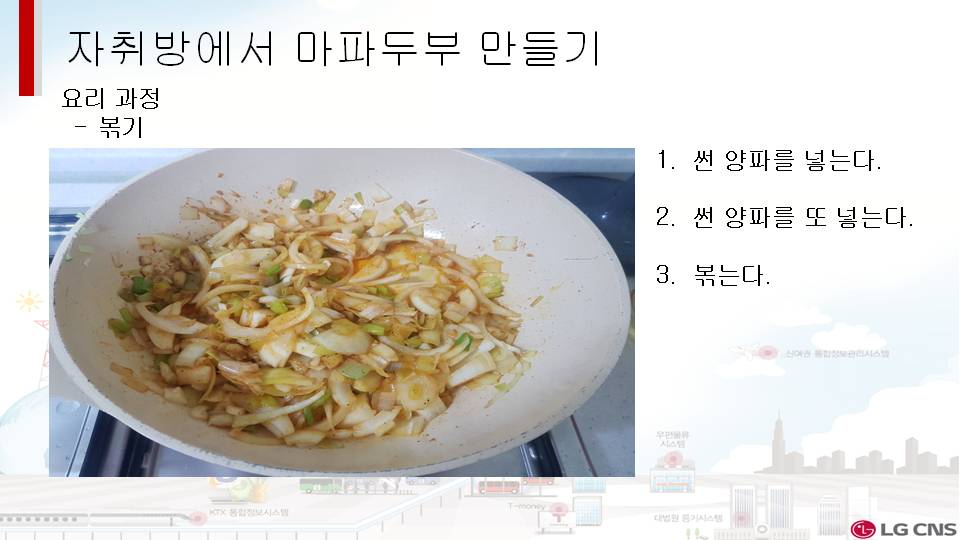 자취방에서 마파두부 만들기
요리 과정
- 볶기
1. 썬 양파를 넣는다.
2. 썬 양파를 또 넣는다.
3. 볶는다.
신여권 통합정보관리시스템
우편물류
시스템
KTX 통합정보시스템
T-money
대법원 등기시스템
LG CNS